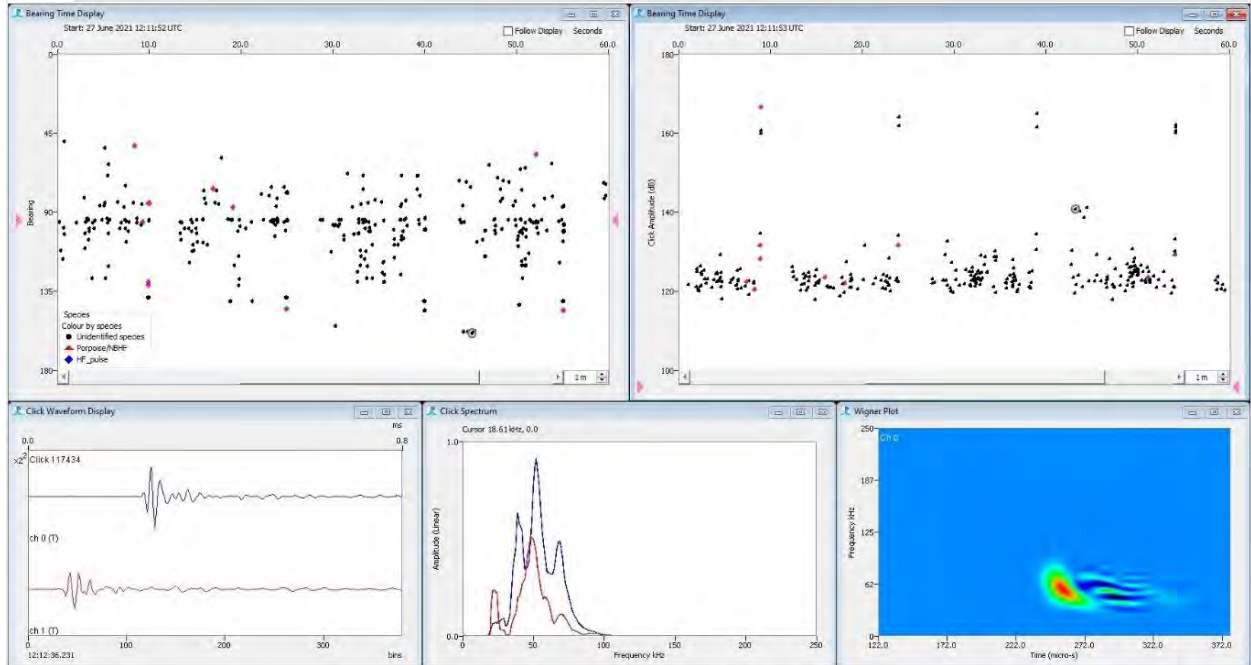 Bearing Time Display
Start: 27 June 2021 12:11:52 UTC
Follow Display Seconds
0.0 10.0 20.0 30.0 40.0 50.0 60.0
0
45
90
135
180
Bearing
Species
Colour by species
Unidentified species
Porpoise/NBHF
HF_pulse
1 m
Bearing Time Display
Start: 27 June 2021 12:11:53 UTC
Follow Display Seconds
0.0 10.0 20.0 30.0 40.0 50.0 60.0
180
160
140
120
100
Click Amplitude (dB)
1 m
Click Waveform Display
ms
0.0 0.8
x2²
Click 117434
ch 0 (T)
ch 1 (T)
100 200 300
12:12:36.231 bins
Click Spectrum
Cursor 18.61 kHz, 0.0
1.0
0.0
Amplitude (Linear)
0 50 100 150 200 250
Frequency kHz
Wigner Plot
Ch 0
250
187
125
62
0
Frequency kHz
122.0 172.0 222.0 272.0 322.0 372.0
Time (micro-s)